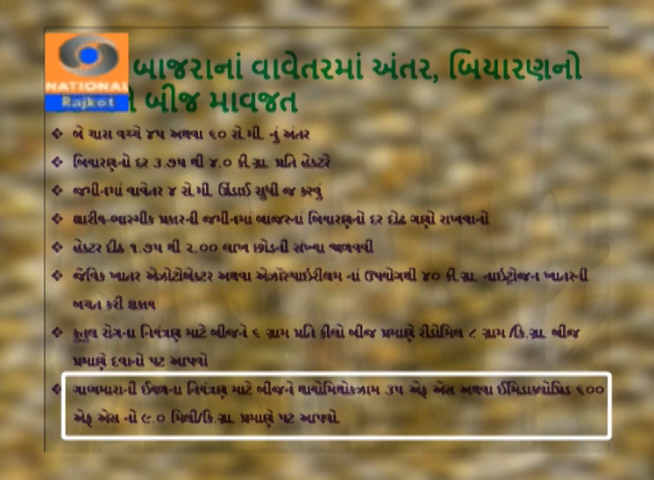 NATIONAL
Rajkot
બાજરાનાં વાવેતરમાં અંતર, બિયારણનો
બીજ માવજત
❖ બે ચાસ વચ્ચે ૪૫ અથવા ૬૦ સે.મી. નું અંતર
❖ બિયારણનો દર ૩.૭૫ થી ૪.૦ કી.ગ્રા. પ્રતિ હેક્ટરે
❖ જમીનમાં વાવેતર ૪ સે.મી. ઊંડાઈ સુધી જ કરવું
❖ ક્ષારીય-ભાસ્મીક પ્રકારની જમીનમાં બાજરાનાં બિયારણનો દર દોઢ ગણો રાખવાનો
❖ હેક્ટર દીઠ ૧.૭૫ થી ૨.૦૦ લાખ છોડની સંખ્યા જાળવવી
❖ જૈવિક ખાતર એઝોટોબેક્ટર અથવા એઝોસ્પાઇરીલમ નાં ઉપયોગથી ૪૦ કી.ગ્રા. નાઇટ્રોજન ખાતરની
બચત કરી શકાય
❖ કુતુલ રોગના નિયંત્રણ માટે બીજને ૬ ગ્રામ પ્રતિ કીલો બીજ પ્રમાણે રીડોમિલ ૮ ગ્રામ /કિ.ગ્રા. બીજ
પ્રમાણે દવાનો પટ આપવો
❖ ગાભમારાની ઈયળના નિયંત્રણ માટે બીજને થાયોમિથોક્ઝામ ૩૫ એફ એસ અથવા ઈમિડાક્લોપ્રિડ ૬૦૦
એફ એસ નો ૯.૦ મિલી/કિ.ગ્રા. પ્રમાણે પટ આપવો.